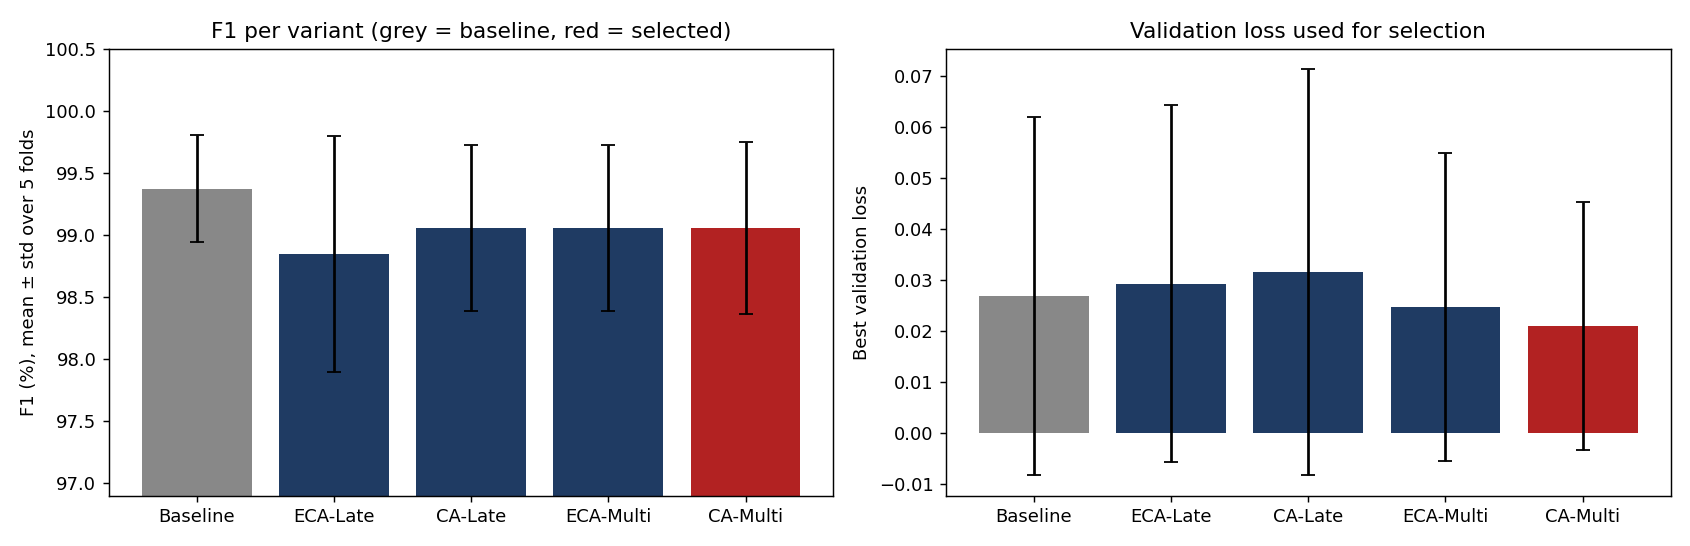 F1 per variant (grey = baseline, red = selected)
F1 (%), mean ± std over 5 folds
100.5
100.0
99.5
99.0
98.5
98.0
97.5
97.0
Baseline
ECA-Late
CA-Late
ECA-Multi
CA-Multi
Validation loss used for selection
Best validation loss
0.07
0.06
0.05
0.04
0.03
0.02
0.01
0.00
−0.01
Baseline
ECA-Late
CA-Late
ECA-Multi
CA-Multi